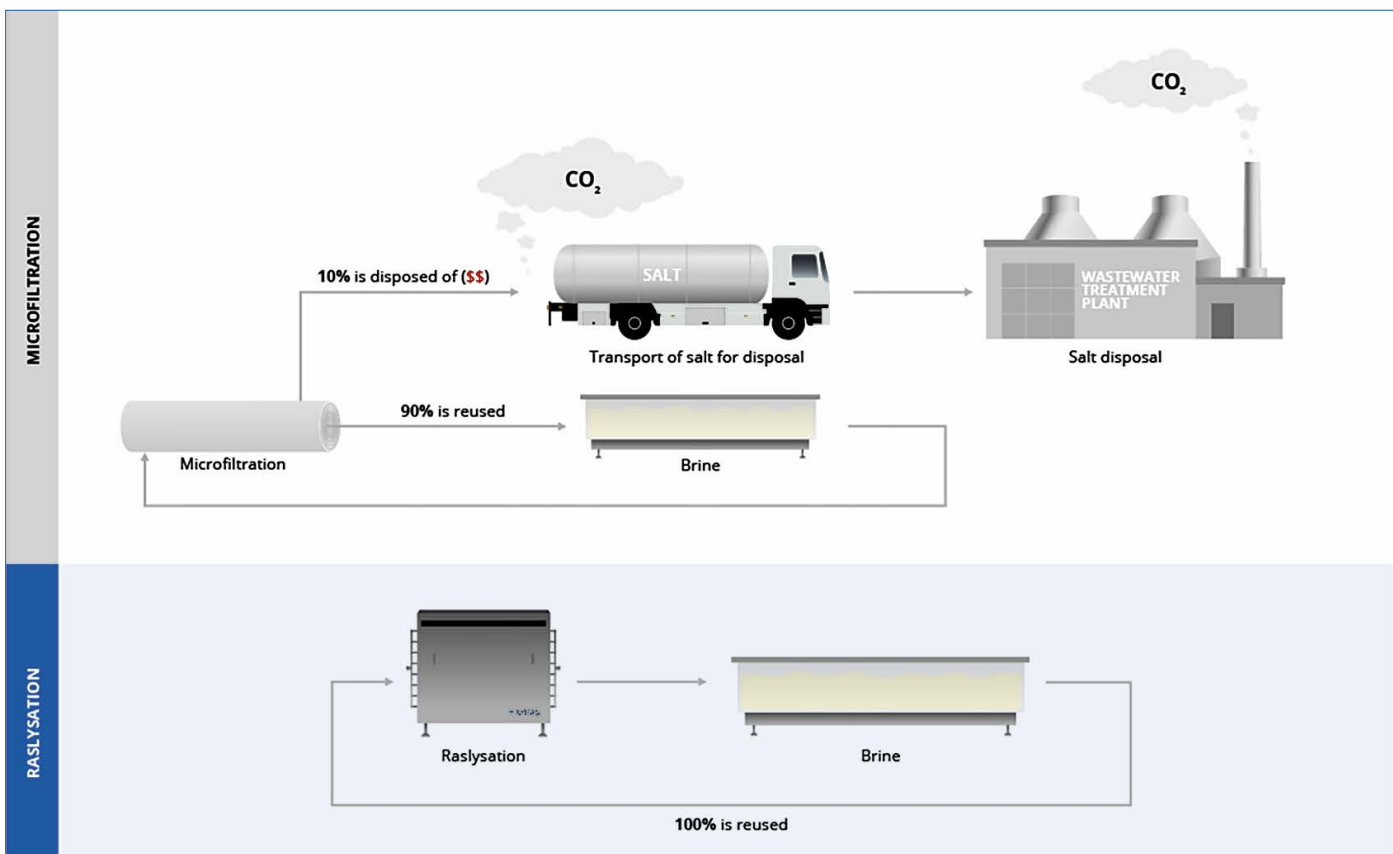 MICROFILTRATION
CO₂
CO₂
10% is disposed of ($$)
SALT
WASTEWATER
TREATMENT
PLANT
Transport of salt for disposal
Salt disposal
90% is reused
Microfiltration
Brine
RASLYSATION
Raslysation
Brine
100% is reused